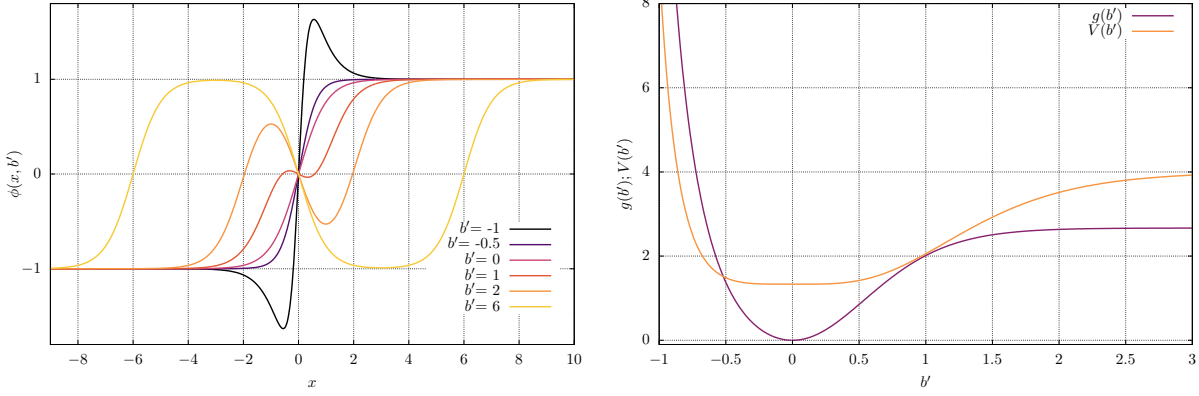 ϕ(x, b′)
1
0
−1
b′= -1
b′= -0.5
b′= 0
b′= 1
b′= 2
b′= 6
−8 −6 −4 −2 0 2 4 6 8 10
x
g(b′); V(b′)
8
6
4
2
0
g(b′)
V(b′)
−1 −0.5 0 0.5 1 1.5 2 2.5 3
b′